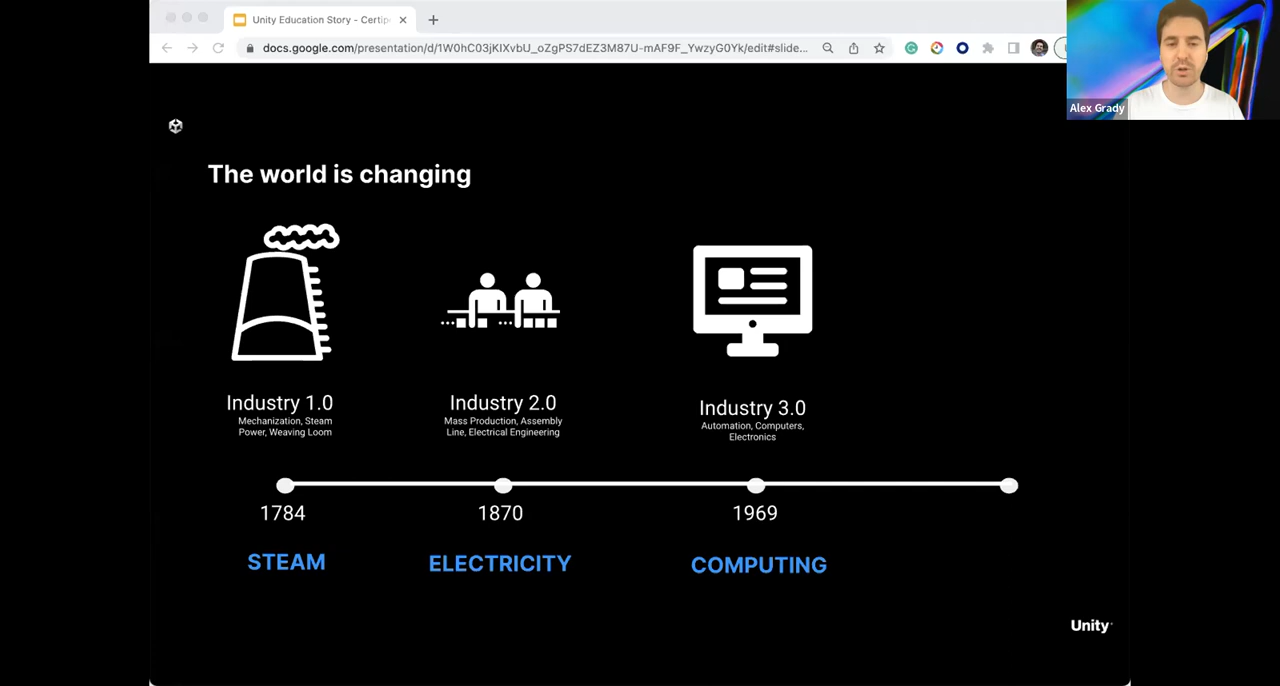 Unity Education Story - Certip
docs.google.com/presentation/d/1W0hC03jKIXvbU_oZgPS7dEZ3M87U-mAF9F_YwzyG0Yk/edit#slide...
Alex Grady
The world is changing
Industry 1.0
Mechanization, Steam
Power, Weaving Loom
Industry 2.0
Mass Production, Assembly
Line, Electrical Engineering
Industry 3.0
Automation, Computers,
Electronics
1784
1870
1969
STEAM
ELECTRICITY
COMPUTING
Unity